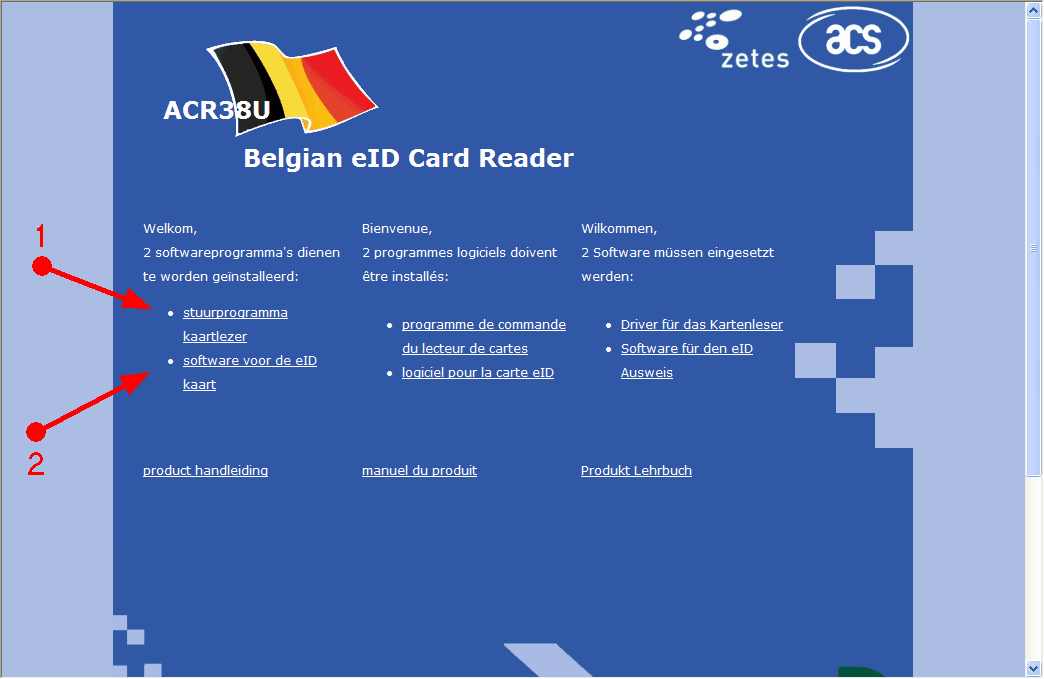 zetes
acs
ACR38U
Belgian eID Card Reader
Welkom,
2 softwareprogramma's dienen
te worden geïnstalleerd:
• stuurprogramma
kaartlezer
• software voor de eID
kaart
Bienvenue,
2 programmes logiciels doivent
être installés:
• programme de commande
du lecteur de cartes
• logiciel pour la carte eID
Wilkommen,
2 Software müssen eingesetzt
werden:
• Driver für das Kartenleser
• Software für den eID
Ausweis
1
2
product handleiding
manuel du produit
Produkt Lehrbuch